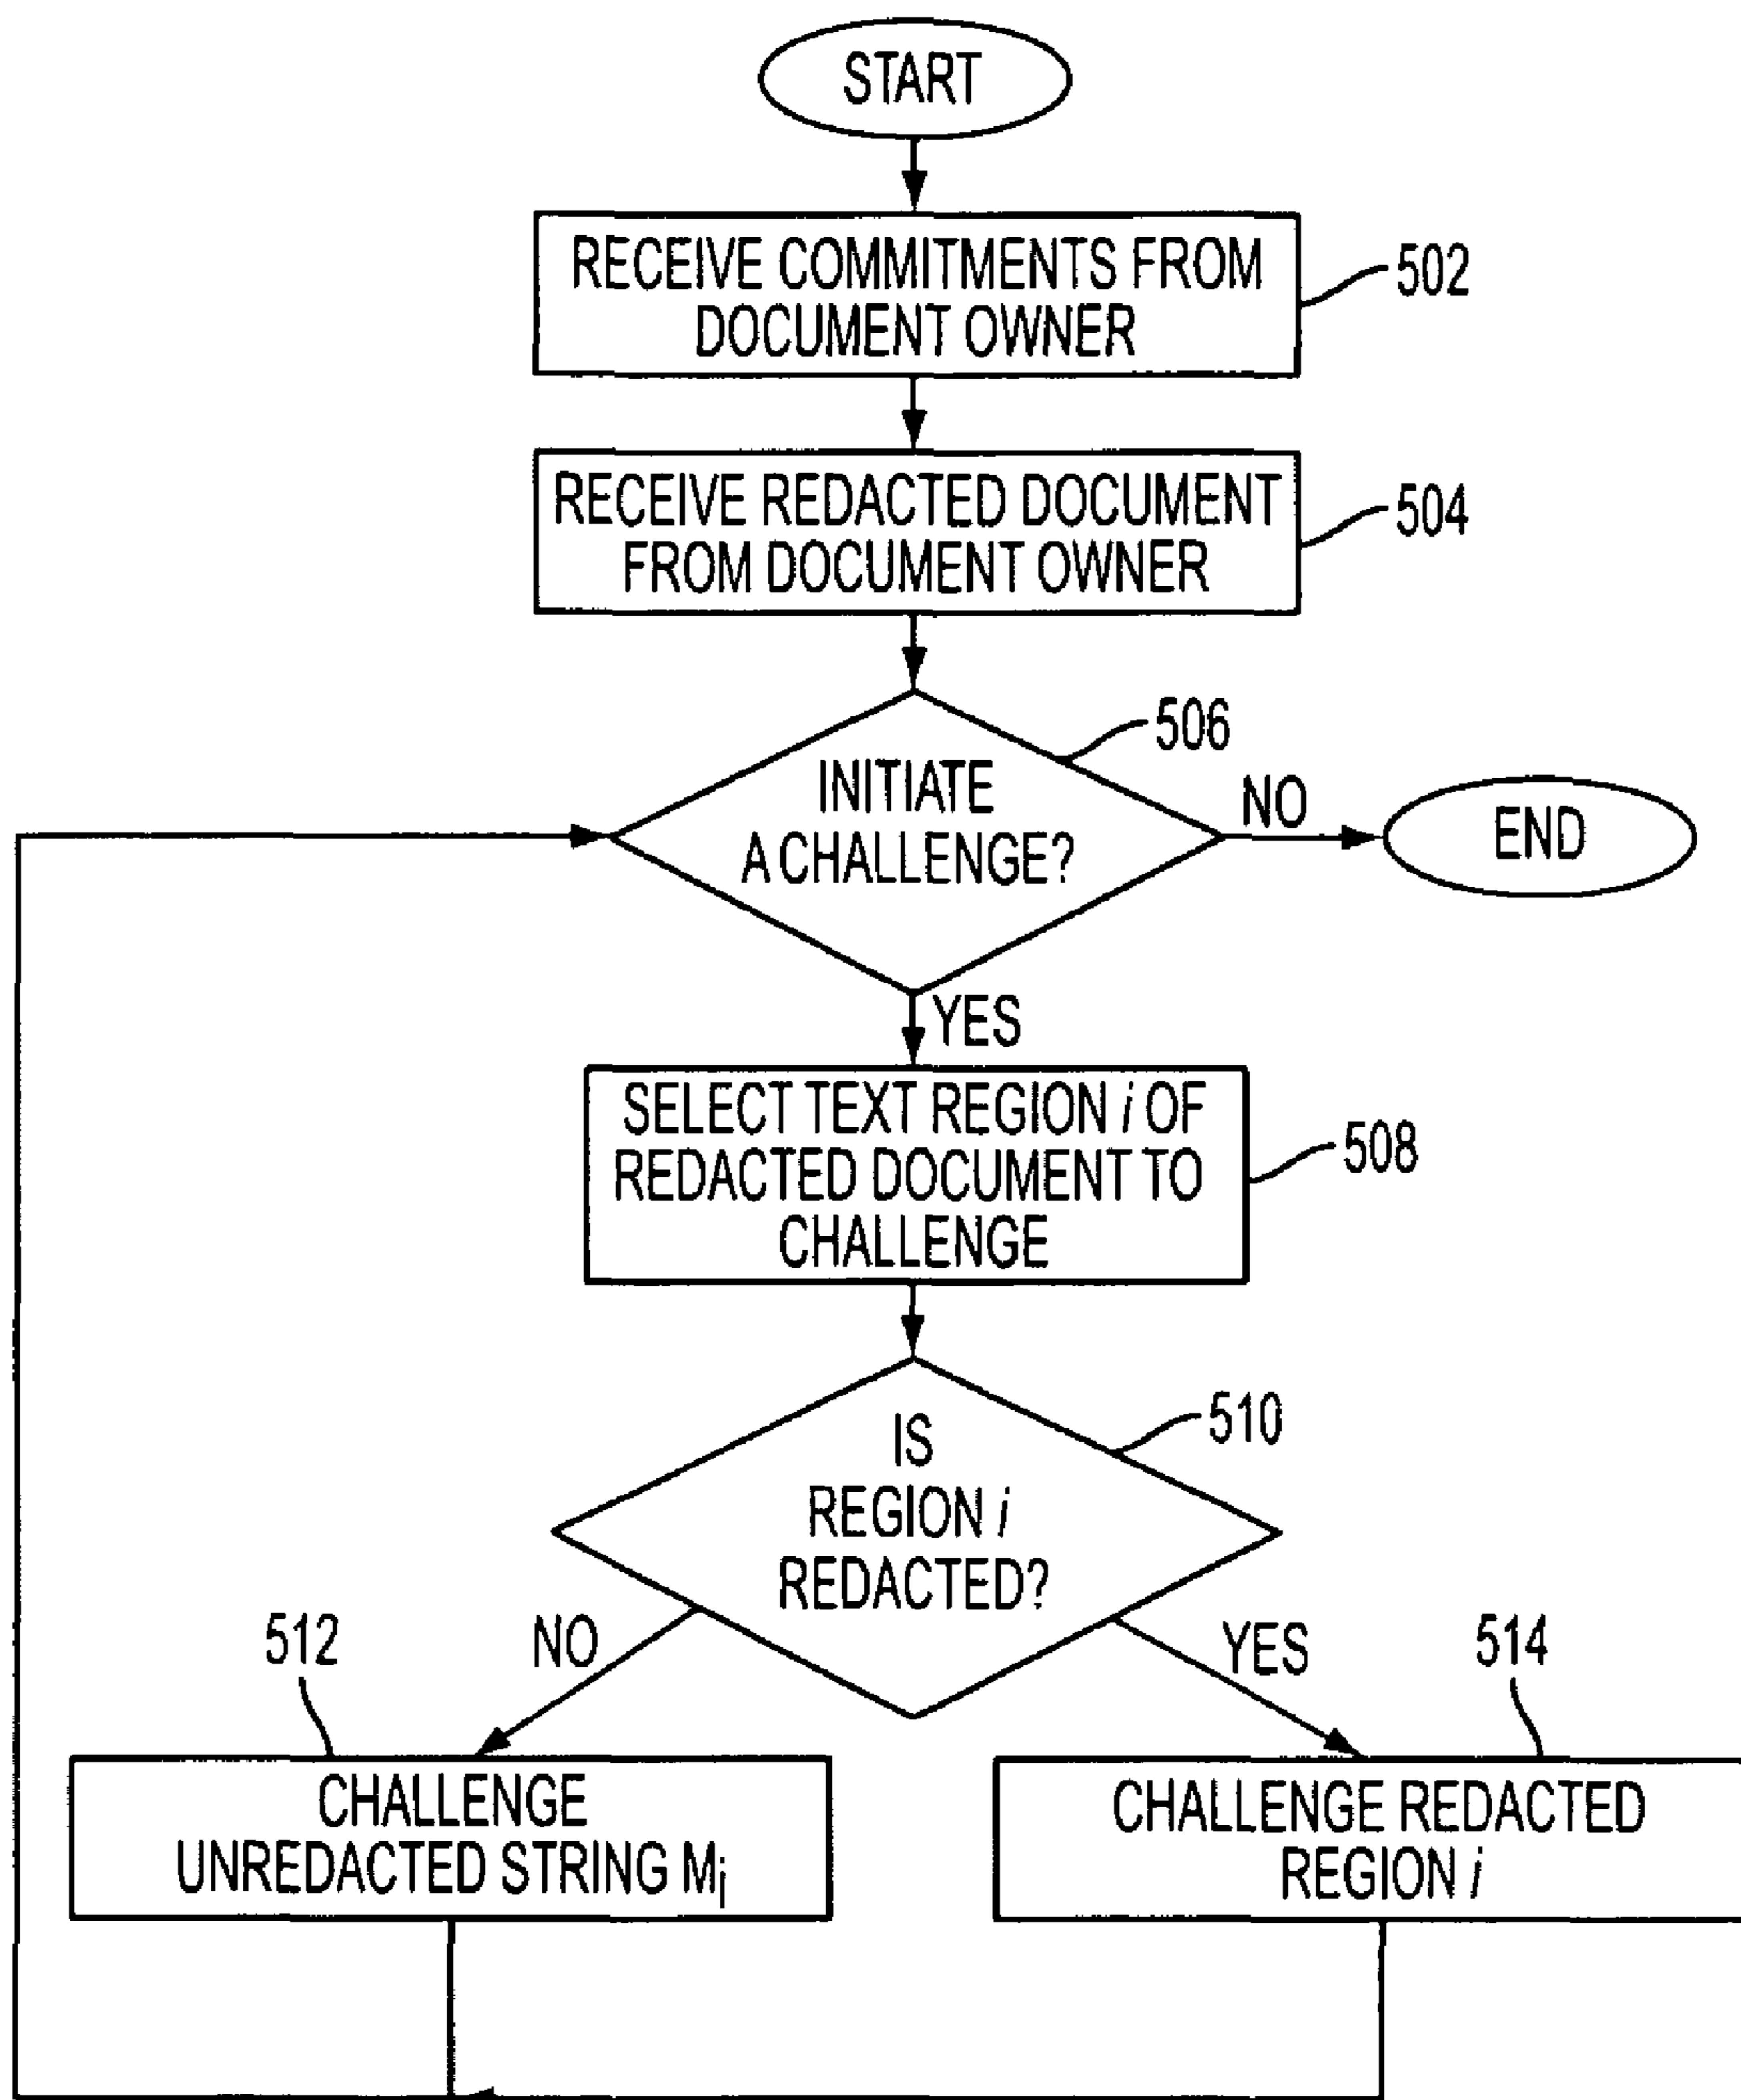 START
RECEIVE COMMITMENTS FROM
DOCUMENT OWNER
502
RECEIVE REDACTED DOCUMENT
FROM DOCUMENT OWNER
504
506
INITIATE
A CHALLENGE?
NO
END
YES
SELECT TEXT REGION i OF
REDACTED DOCUMENT TO
CHALLENGE
508
510
IS
REGION i
REDACTED?
512
NO
YES
514
CHALLENGE
UNREDACTED STRING Mi
CHALLENGE REDACTED
REGION i